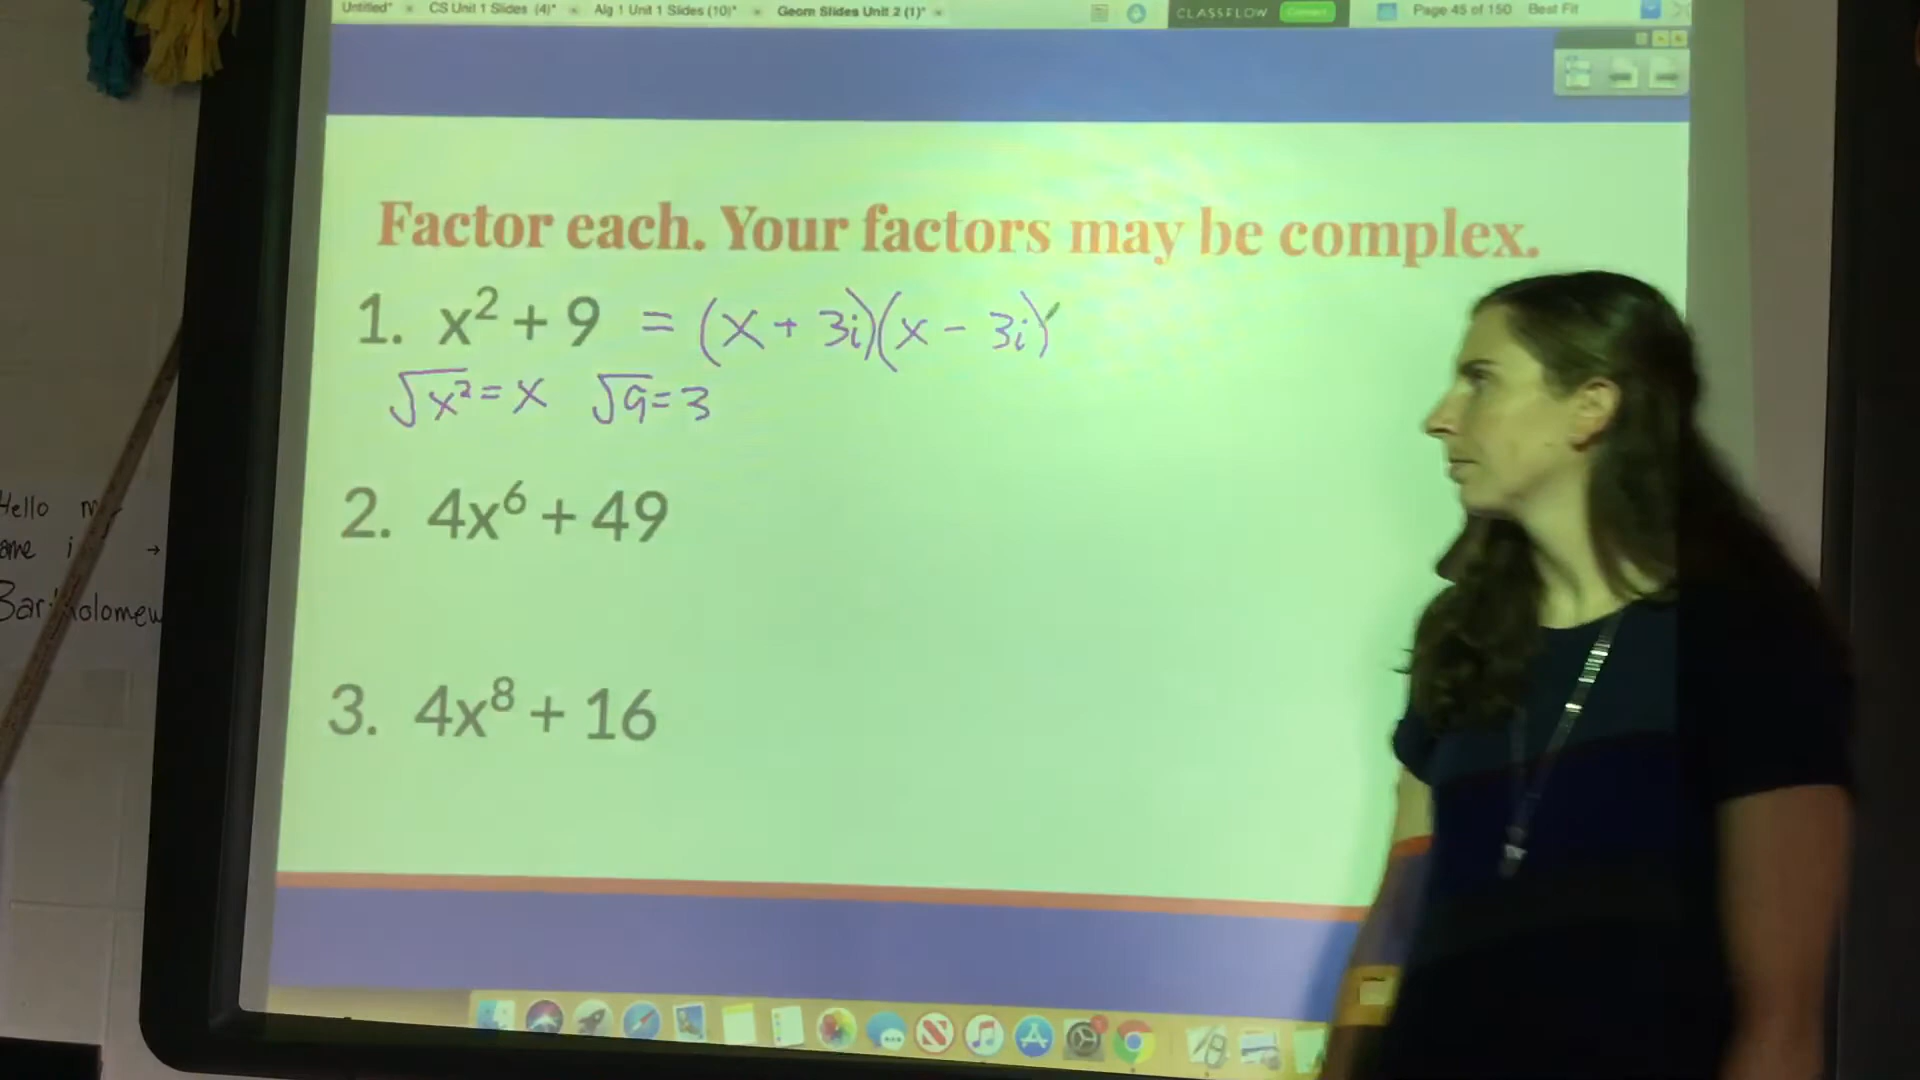 Untitled* CS Unit 1 Slides (4)* Alg 1 Unit 1 Slides (10)* Geom Slides Unit 2 (1)* CLASSFLOW Connect Page 45 of 150 Best Fit
Factor each. Your factors may be complex.
1. x² + 9 = (x + 3i)(x - 3i)
√x² = x √9 = 3
2. 4x⁶ + 49
3. 4x⁸ + 16
Hello
Bartholomew